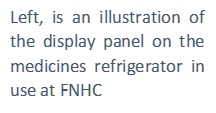 Left, is an illustration of
the display panel on the
medicines refrigerator in
use at FNHC